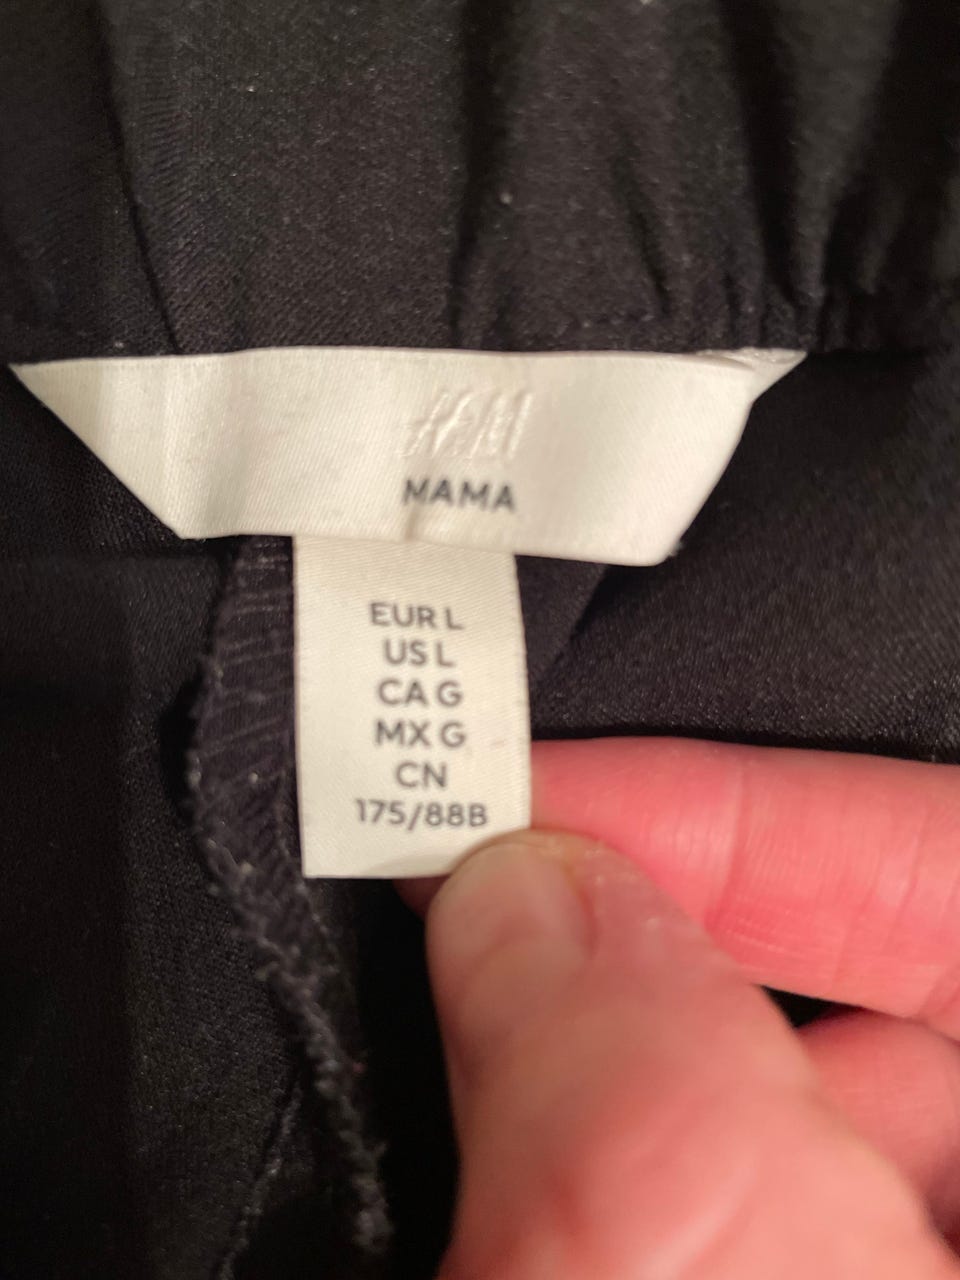 H&M
MAMA
EUR L
US L
CA G
MX G
CN
175/88B